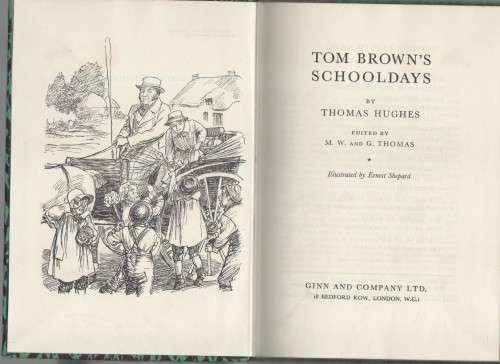 TOM BROWN'S
SCHOOLDAYS
BY
THOMAS HUGHES
EDITED BY
M. W. AND G. THOMAS
*
Illustrated by Ernest Shepard
GINN AND COMPANY LTD.
18 BEDFORD ROW, LONDON, W.C.1